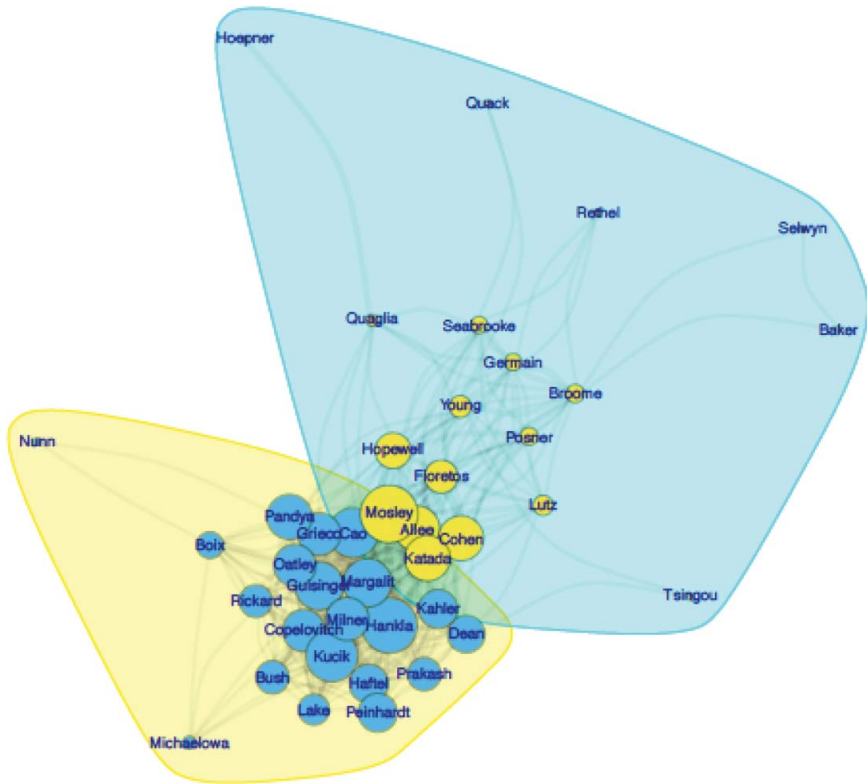 Hoepner
Quack
Rethel
Selwyn
Quaglia
Seabrooke
Baker
Germain
Broome
Young
Posner
Nunn
Hopewell
Floretos
Lutz
Mosley
Pandya
Allee
Grieco
Cao
Cohen
Boix
Katada
Oatley
Margalit
Gulsinger
Tsingou
Rickard
Kahler
Milner
Hankla
Copelovitch
Dean
Kucik
Prakash
Bush
Haftel
Lake
Peinhardt
Michaelowa